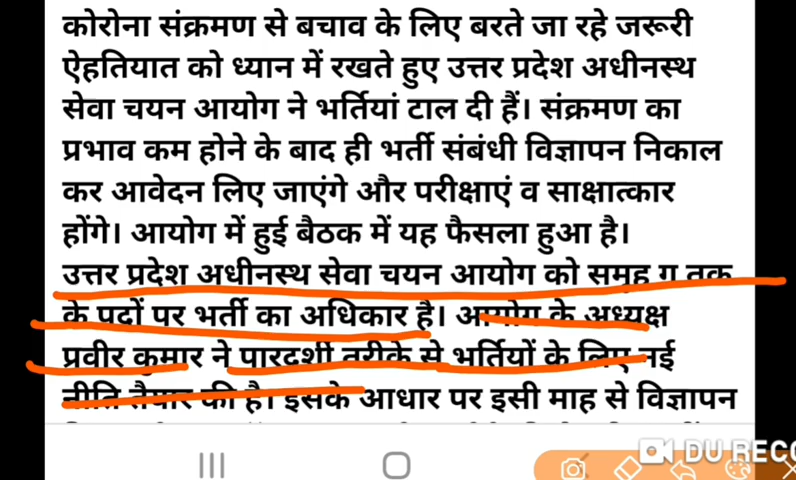 कोरोना संक्रमण से बचाव के लिए बरते जा रहे जरूरी
ऐहतियात को ध्यान में रखते हुए उत्तर प्रदेश अधीनस्थ
सेवा चयन आयोग ने भर्तियां टाल दी हैं। संक्रमण का
प्रभाव कम होने के बाद ही भर्ती संबंधी विज्ञापन निकाल
कर आवेदन लिए जाएंगे और परीक्षाएं व साक्षात्कार
होंगे। आयोग में हुई बैठक में यह फैसला हुआ है।
उत्तर प्रदेश अधीनस्थ सेवा चयन आयोग को समूह ग तक
के पदों पर भर्ती का अधिकार है। आयोग के अध्यक्ष
प्रवीर कुमार ने पारदर्शी तरीके से भर्तियों के लिए नई
नीति तैयार की है। इसके आधार पर इसी माह से विज्ञापन
DU RECO